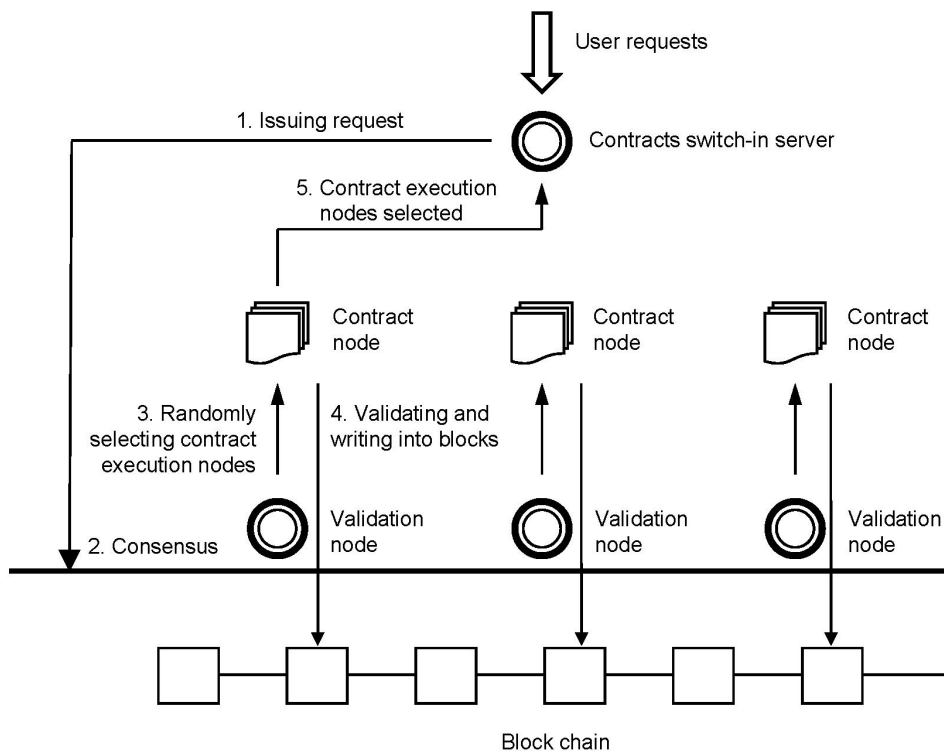 User requests
1. Issuing request
Contracts switch-in server
5. Contract execution
nodes selected
Contract
node
Contract
node
Contract
node
3. Randomly
selecting contract
execution nodes
4. Validating and
writing into blocks
Validation
node
Validation
node
Validation
node
2. Consensus
Block chain